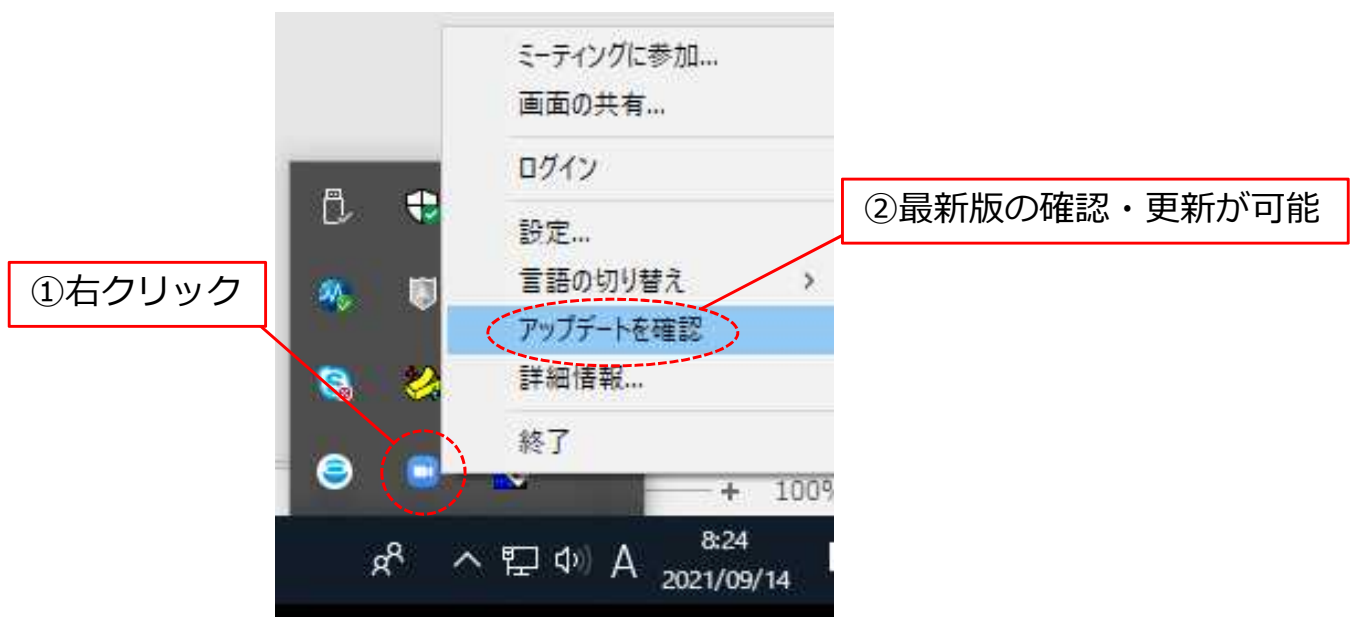 ミーティングに参加...
画面の共有...
ログイン
②最新版の確認・更新が可能
設定...
①右クリック
言語の切り替え
アップデートを確認
詳細情報...
終了
100%
A
8:24
2021/09/14